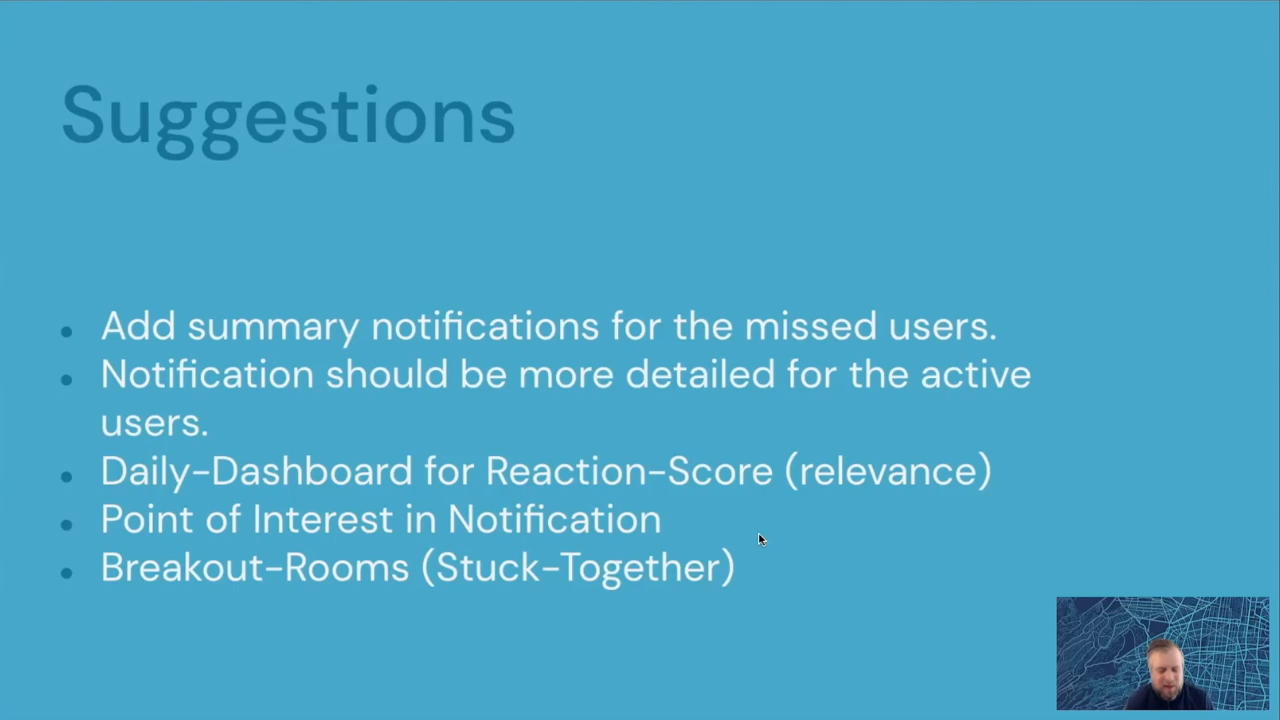 Suggestions
Add summary notifications for the missed users.
Notification should be more detailed for the active
users.
Daily-Dashboard for Reaction-Score (relevance)
Point of Interest in Notification
Breakout-Rooms (Stuck-Together)